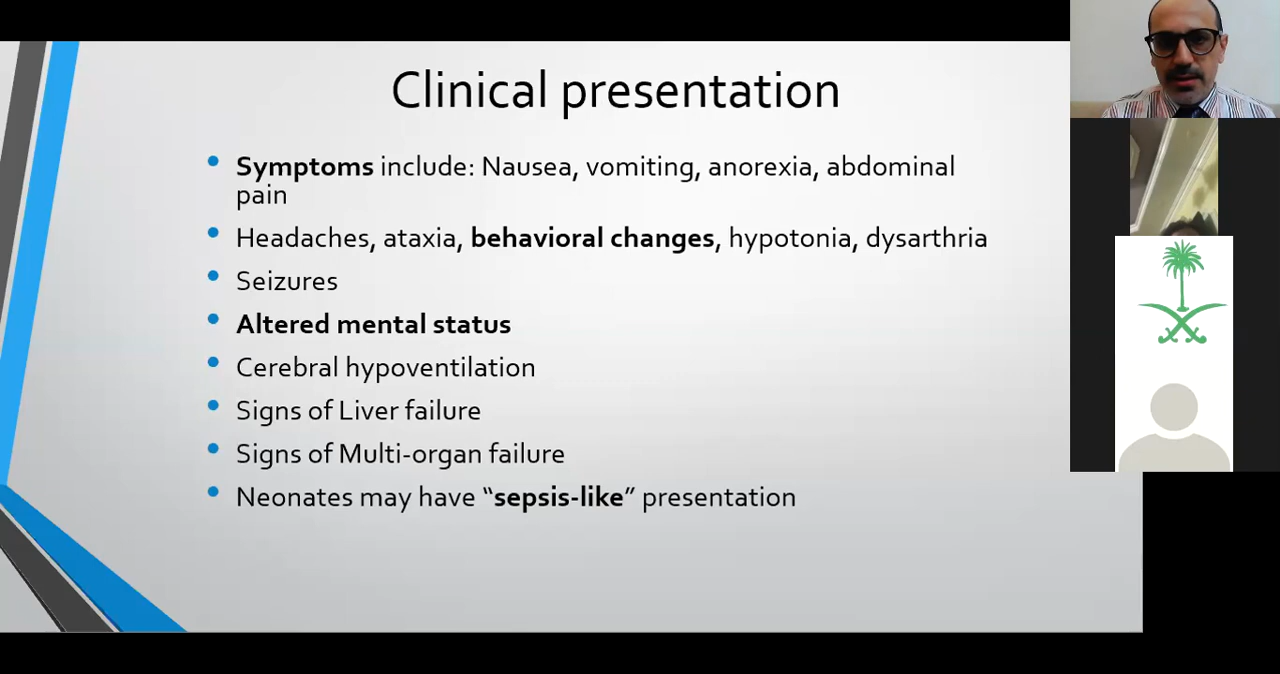 Clinical presentation
• Symptoms include: Nausea, vomiting, anorexia, abdominal
pain
• Headaches, ataxia, behavioral changes, hypotonia, dysarthria
• Seizures
• Altered mental status
• Cerebral hypoventilation
• Signs of Liver failure
• Signs of Multi-organ failure
• Neonates may have “sepsis-like” presentation